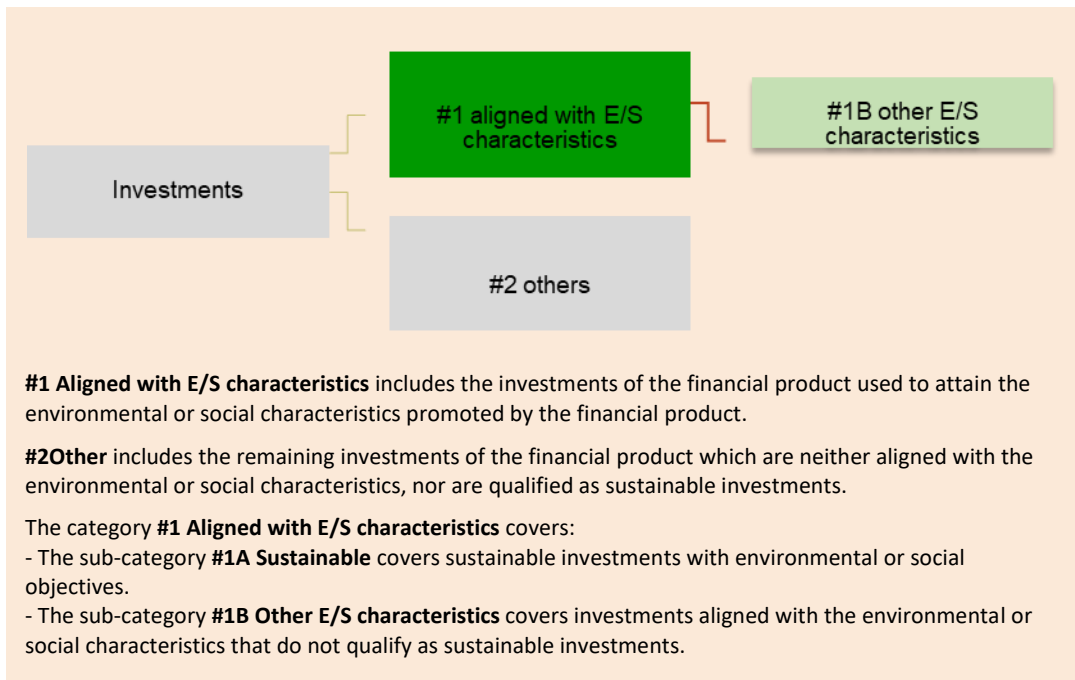 #1 aligned with E/S
characteristics
#1B other E/S
characteristics
Investments
#2 others
#1 Aligned with E/S characteristics includes the investments of the financial product used to attain the
environmental or social characteristics promoted by the financial product.
#2Other includes the remaining investments of the financial product which are neither aligned with the
environmental or social characteristics, nor are qualified as sustainable investments.
The category #1 Aligned with E/S characteristics covers:
- The sub-category #1A Sustainable covers sustainable investments with environmental or social
objectives.
- The sub-category #1B Other E/S characteristics covers investments aligned with the environmental or
social characteristics that do not qualify as sustainable investments.